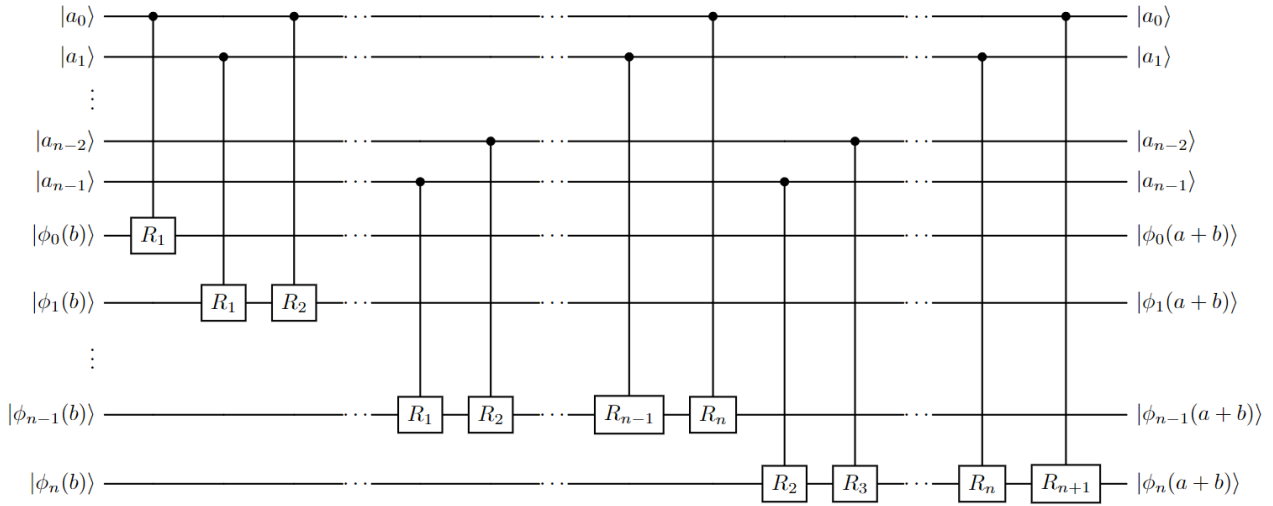 |a₀⟩ ··· ··· ··· |a₀⟩
|a₁⟩ ··· ··· ··· |a₁⟩
⋮
|aₙ₋₂⟩ ··· ··· ··· |aₙ₋₂⟩
|aₙ₋₁⟩ ··· ··· ··· |aₙ₋₁⟩
|ϕ₀(b)⟩ R₁ ··· ··· ··· |ϕ₀(a + b)⟩
|ϕ₁(b)⟩ R₁ R₂ ··· ··· ··· |ϕ₁(a + b)⟩
⋮
|ϕₙ₋₁(b)⟩ ··· R₁ R₂ ··· Rₙ₋₁ Rₙ ··· |ϕₙ₋₁(a + b)⟩
|ϕₙ(b)⟩ ··· ··· R₂ R₃ ··· Rₙ Rₙ₊₁ |ϕₙ(a + b)⟩